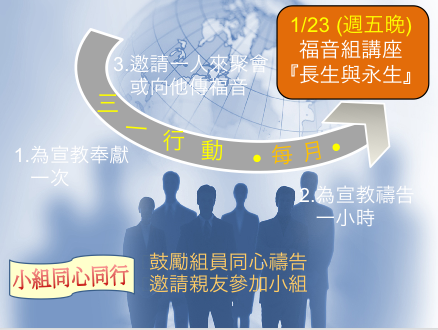 1/23 (週五晚)
福音組講座
『長生與永生』
3.邀請一人來聚會
或向他傳福音
三一行動 • 每月 •
1.為宣教奉獻
一次
2.為宣教禱告
一小時
小組同心同行
鼓勵組員同心禱告
邀請親友參加小組